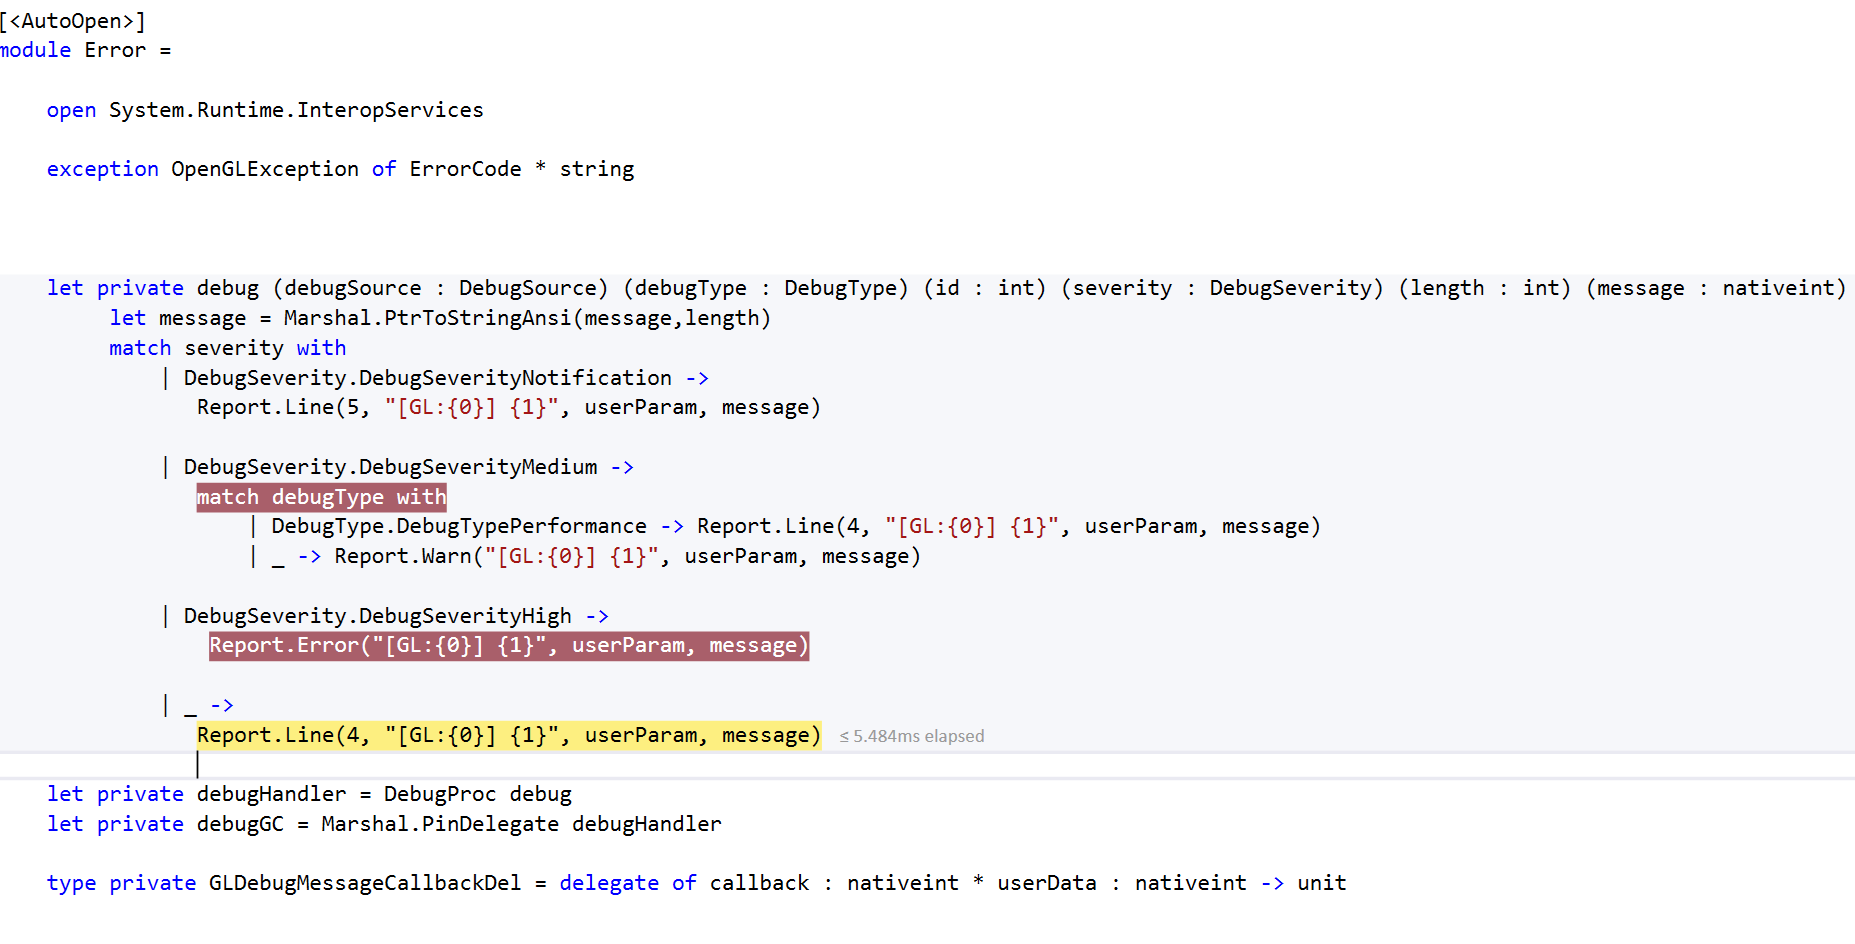 [<AutoOpen>]
module Error =
open System.Runtime.InteropServices
exception OpenGLException of ErrorCode * string
let private debug (debugSource : DebugSource) (debugType : DebugType) (id : int) (severity : DebugSeverity) (length : int) (message : nativeint)
let message = Marshal.PtrToStringAnsi(message,length)
match severity with
| DebugSeverity.DebugSeverityNotification ->
Report.Line(5, "[GL:{0}] {1}", userParam, message)
| DebugSeverity.DebugSeverityMedium ->
match debugType with
| DebugType.DebugTypePerformance -> Report.Line(4, "[GL:{0}] {1}", userParam, message)
| _ -> Report.Warn("[GL:{0}] {1}", userParam, message)
| DebugSeverity.DebugSeverityHigh ->
Report.Error("[GL:{0}] {1}", userParam, message)
| _ ->
Report.Line(4, "[GL:{0}] {1}", userParam, message) ≤ 5.484ms elapsed
let private debugHandler = DebugProc debug
let private debugGC = Marshal.PinDelegate debugHandler
type private GLDebugMessageCallbackDel = delegate of callback : nativeint * userData : nativeint -> unit